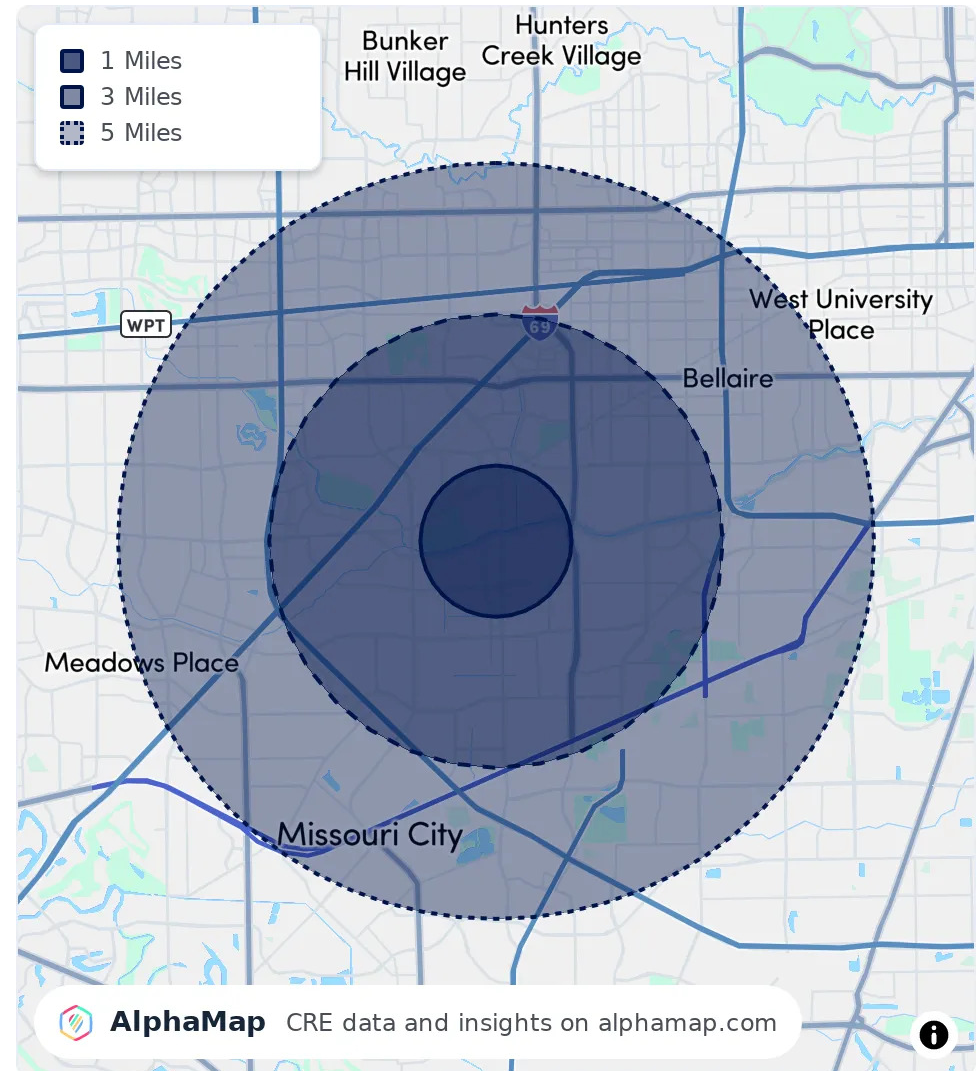 1 Miles
3 Miles
5 Miles
Bunker
Hill Village
Hunters
Creek Village
West University
Place
WPT
69
Bellaire
Meadows Place
Missouri City
AlphaMap CRE data and insights on alphamap.com